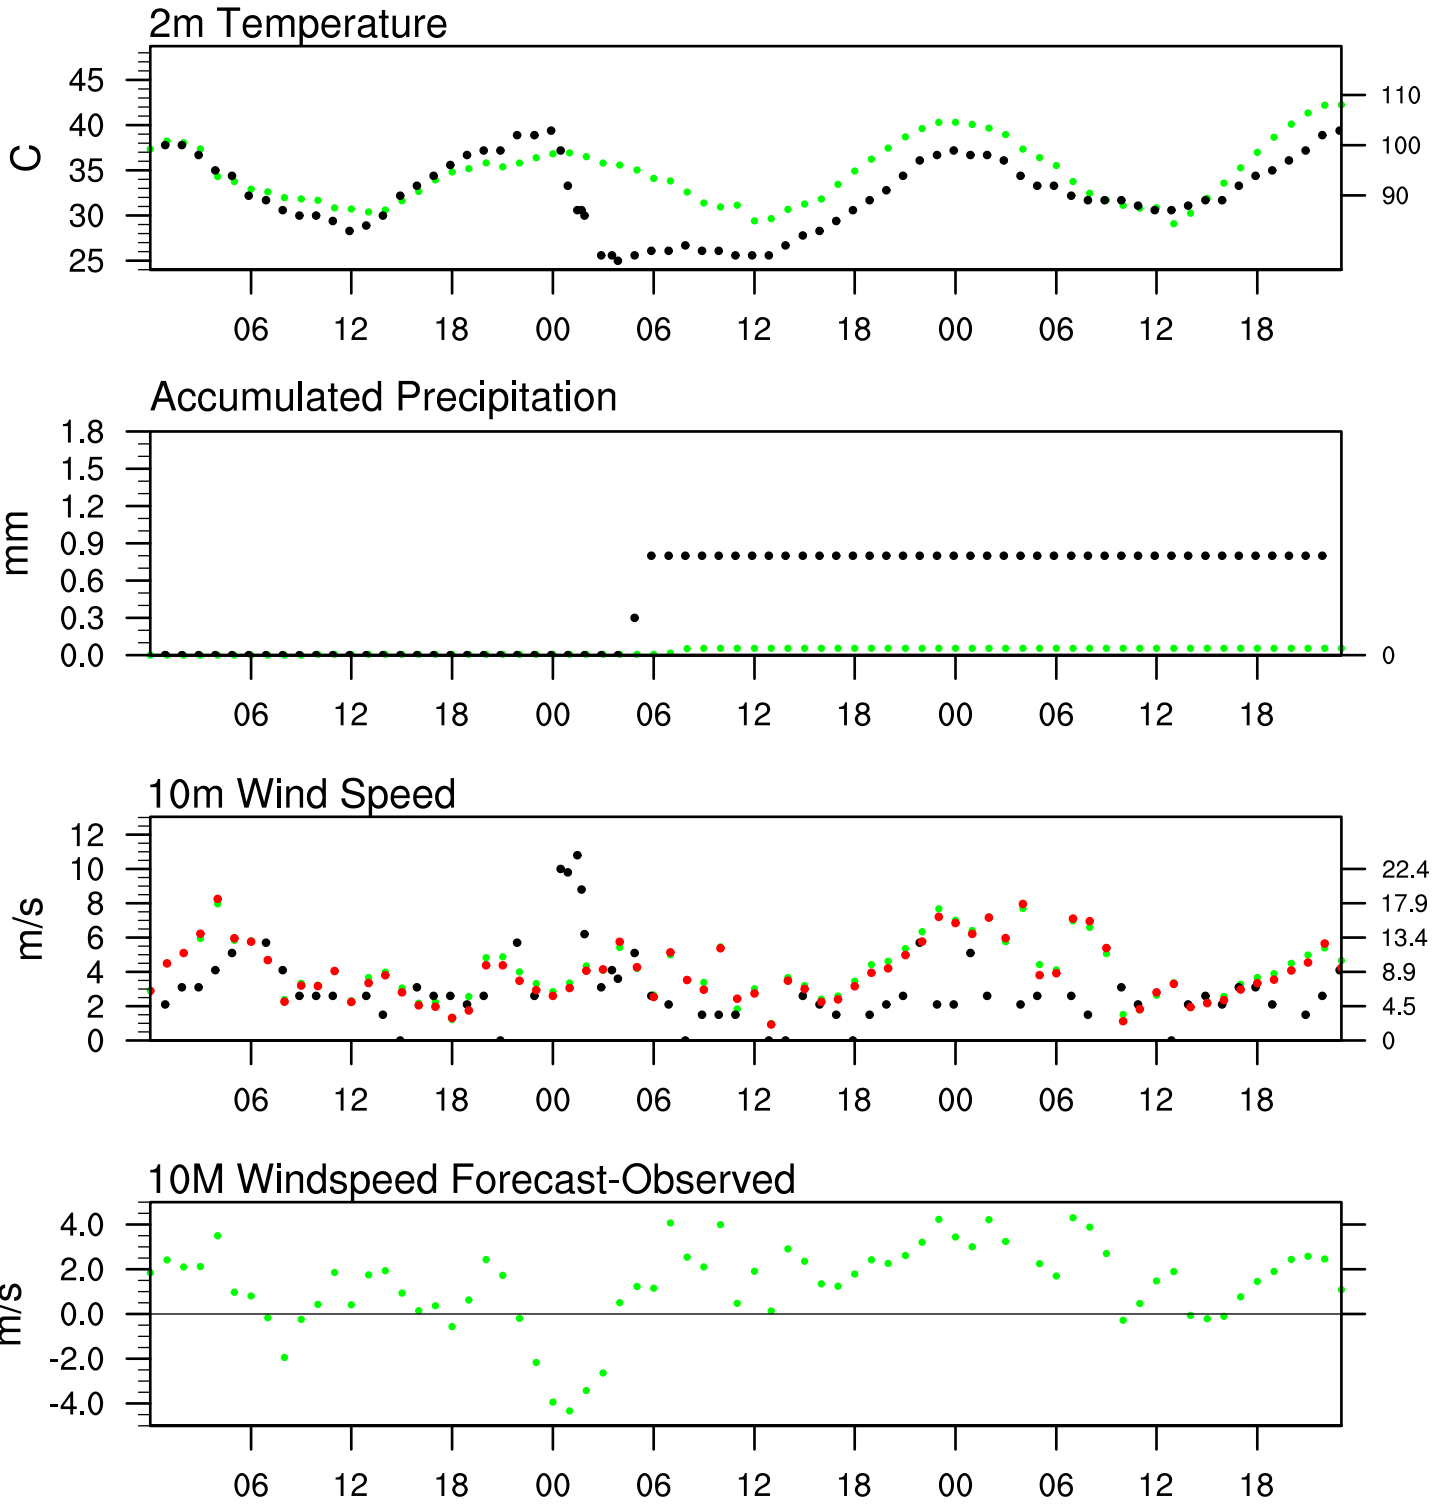 2m Temperature
45
40
35
30
25
C
110
100
90
06 12 18 00 06 12 18 00 06 12 18
Accumulated Precipitation
1.8
1.5
1.2
0.9
0.6
0.3
0.0
mm
0
06 12 18 00 06 12 18 00 06 12 18
10m Wind Speed
12
10
8
6
4
2
0
m/s
22.4
17.9
13.4
8.9
4.5
0
06 12 18 00 06 12 18 00 06 12 18
10M Windspeed Forecast-Observed
4.0
2.0
0.0
-2.0
-4.0
m/s
06 12 18 00 06 12 18 00 06 12 18